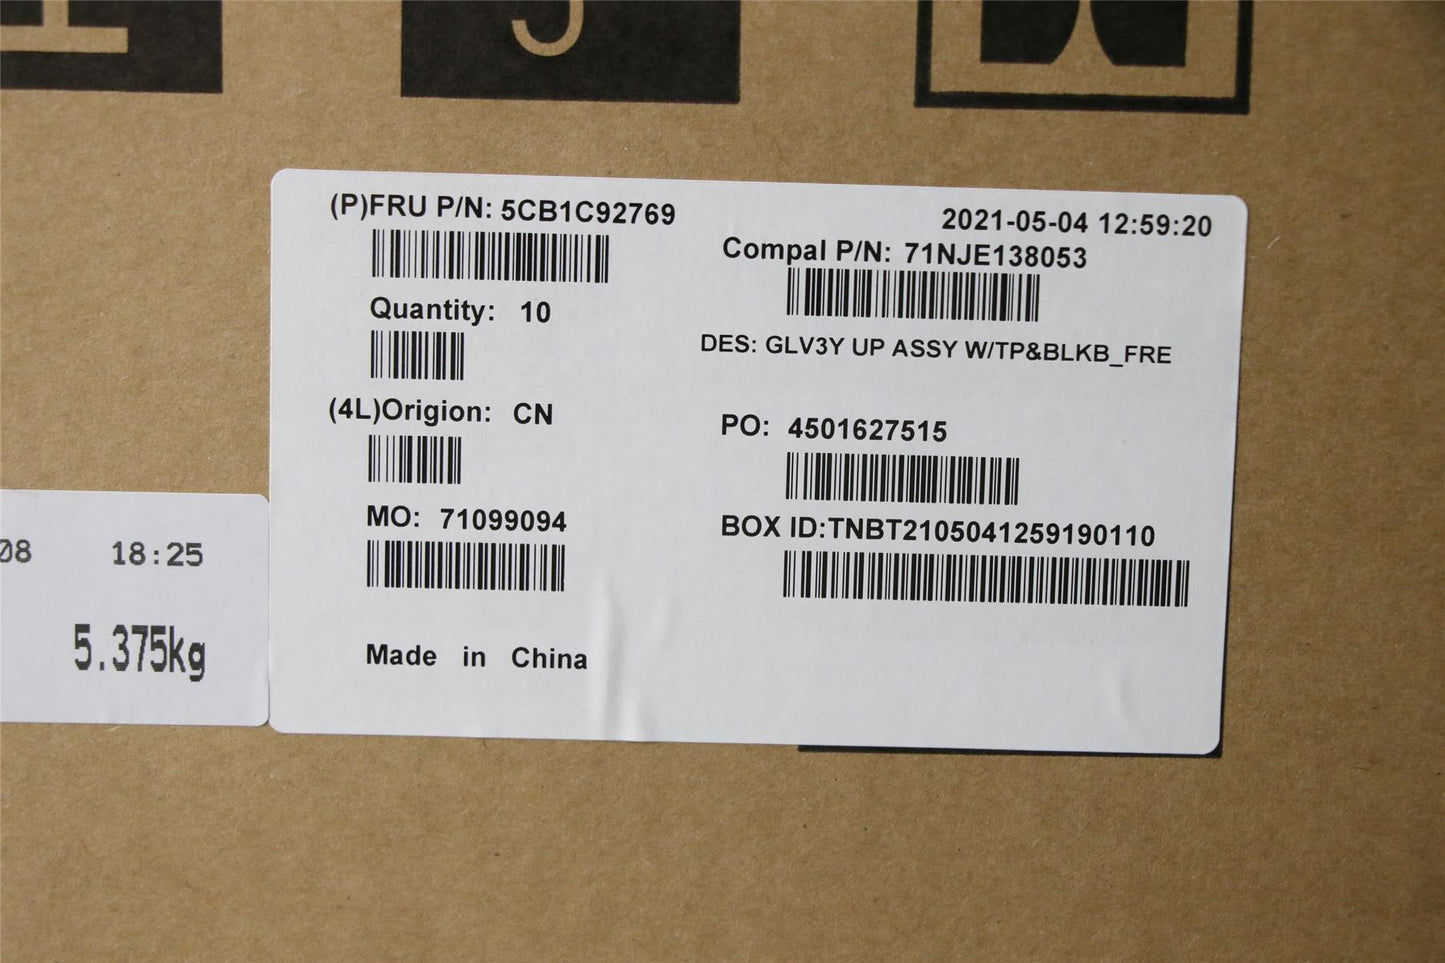 (P)FRU P/N: 5CB1C92769
2021-05-04 12:59:20
Compal P/N: 71NJE138053
Quantity: 10
DES: GLV3Y UP ASSY W/TP&BLKB_FRE
(4L)Origion: CN
PO: 4501627515
MO: 71099094
BOX ID:TNBT2105041259190110
Made in China
08 18:25
5.375kg